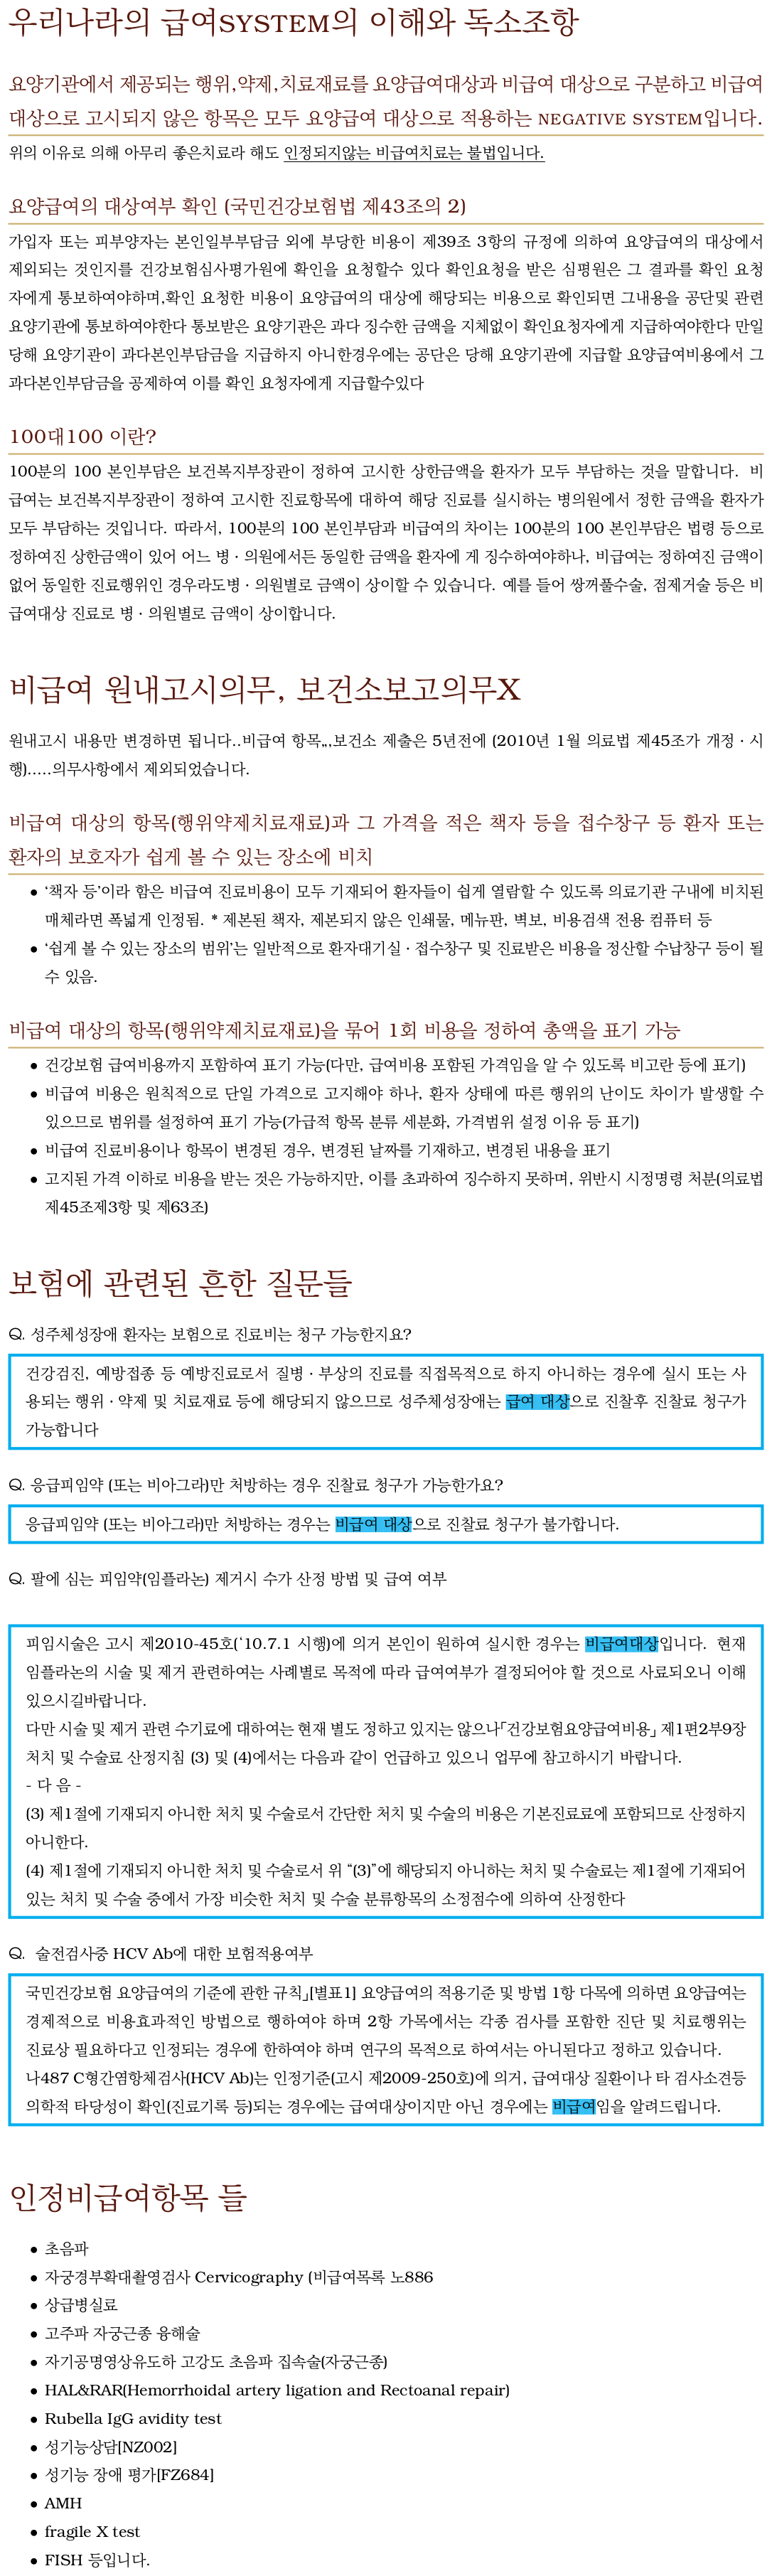 우리나라의 급여SYSTEM의 이해와 독소조항
요양기관에서 제공되는 행위,약제,치료재료를 요양급여대상과 비급여 대상으로 구분하고 비급여
대상으로 고시되지 않은 항목은 모두 요양급여 대상으로 적용하는 NEGATIVE SYSTEM입니다.
위의 이유로 의해 아무리 좋은치료라 해도 인정되지않는 비급여치료는 불법입니다.
요양급여의 대상여부 확인 (국민건강보험법 제43조의 2)
가입자 또는 피부양자는 본인일부부담금 외에 부당한 비용이 제39조 3항의 규정에 의하여 요양급여의 대상에서
제외되는 것인지를 건강보험심사평가원에 확인을 요청할수 있다 확인요청을 받은 심평원은 그 결과를 확인 요청
자에게 통보하여야하며,확인 요청한 비용이 요양급여의 대상에 해당되는 비용으로 확인되면 그내용을 공단및 관련
요양기관에 통보하여야한다 통보받은 요양기관은 과다 징수한 금액을 지체없이 확인요청자에게 지급하여야한다 만일
당해 요양기관이 과다본인부담금을 지급하지 아니한경우에는 공단은 당해 요양기관에 지급할 요양급여비용에서 그
과다본인부담금을 공제하여 이를 확인 요청자에게 지급할수있다
100대100 이란?
100분의 100 본인부담은 보건복지부장관이 정하여 고시한 상한금액을 환자가 모두 부담하는 것을 말합니다. 비
급여는 보건복지부장관이 정하여 고시한 진료항목에 대하여 해당 진료를 실시하는 병의원에서 정한 금액을 환자가
모두 부담하는 것입니다. 따라서, 100분의 100 본인부담과 비급여의 차이는 100분의 100 본인부담은 법령 등으로
정하여진 상한금액이 있어 어느 병 · 의원에서든 동일한 금액을 환자에 게 징수하여야하나, 비급여는 정하여진 금액이
없어 동일한 진료행위인 경우라도병 · 의원별로 금액이 상이할 수 있습니다. 예를 들어 쌍꺼풀수술, 점제거술 등은 비
급여대상 진료로 병 · 의원별로 금액이 상이합니다.
비급여 원내고시의무, 보건소보고의무X
원내고시 내용만 변경하면 됩니다..비급여 항목,,,보건소 제출은 5년전에 (2010년 1월 의료법 제45조가 개정 · 시
행).....의무사항에서 제외되었습니다.
비급여 대상의 항목(행위약제치료재료)과 그 가격을 적은 책자 등을 접수창구 등 환자 또는
환자의 보호자가 쉽게 볼 수 있는 장소에 비치
● ‘책자 등’이라 함은 비급여 진료비용이 모두 기재되어 환자들이 쉽게 열람할 수 있도록 의료기관 구내에 비치된
매체라면 폭넓게 인정됨. * 제본된 책자, 제본되지 않은 인쇄물, 메뉴판, 벽보, 비용검색 전용 컴퓨터 등
● ‘쉽게 볼 수 있는 장소의 범위’는 일반적으로 환자대기실 · 접수창구 및 진료받은 비용을 정산할 수납창구 등이 될
수 있음.
비급여 대상의 항목(행위약제치료재료)을 묶어 1회 비용을 정하여 총액을 표기 가능
● 건강보험 급여비용까지 포함하여 표기 가능(다만, 급여비용 포함된 가격임을 알 수 있도록 비고란 등에 표기)
● 비급여 비용은 원칙적으로 단일 가격으로 고지해야 하나, 환자 상태에 따른 행위의 난이도 차이가 발생할 수
있으므로 범위를 설정하여 표기 가능(가급적 항목 분류 세분화, 가격범위 설정 이유 등 표기)
● 비급여 진료비용이나 항목이 변경된 경우, 변경된 날짜를 기재하고, 변경된 내용을 표기
● 고지된 가격 이하로 비용을 받는 것은 가능하지만, 이를 초과하여 징수하지 못하며, 위반시 시정명령 처분(의료법
제45조제3항 및 제63조)
보험에 관련된 흔한 질문들
Q. 성주체성장애 환자는 보험으로 진료비는 청구 가능한지요?
건강검진, 예방접종 등 예방진료로서 질병 · 부상의 진료를 직접목적으로 하지 아니하는 경우에 실시 또는 사
용되는 행위 · 약제 및 치료재료 등에 해당되지 않으므로 성주체성장애는 급여 대상으로 진찰후 진찰료 청구가
가능합니다
Q. 응급피임약 (또는 비아그라)만 처방하는 경우 진찰료 청구가 가능한가요?
응급피임약 (또는 비아그라)만 처방하는 경우는 비급여 대상으로 진찰료 청구가 불가합니다.
Q. 팔에 심는 피임약(임플라논) 제거시 수가 산정 방법 및 급여 여부
피임시술은 고시 제2010-45호(‘10.7.1 시행)에 의거 본인이 원하여 실시한 경우는 비급여대상입니다. 현재
임플라논의 시술 및 제거 관련하여는 사례별로 목적에 따라 급여여부가 결정되어야 할 것으로 사료되오니 이해
있으시길바랍니다.
다만 시술 및 제거 관련 수기료에 대하여는 현재 별도 정하고 있지는 않으나「건강보험요양급여비용」 제1편2부9장
처치 및 수술료 산정지침 (3) 및 (4)에서는 다음과 같이 언급하고 있으니 업무에 참고하시기 바랍니다.
- 다 음 -
(3) 제1절에 기재되지 아니한 처치 및 수술로서 간단한 처치 및 수술의 비용은 기본진료료에 포함되므로 산정하지
아니한다.
(4) 제1절에 기재되지 아니한 처치 및 수술로서 위 “(3)”에 해당되지 아니하는 처치 및 수술료는 제1절에 기재되어
있는 처치 및 수술 중에서 가장 비슷한 처치 및 수술 분류항목의 소정점수에 의하여 산정한다
Q. 술전검사중 HCV Ab에 대한 보험적용여부
국민건강보험 요양급여의 기준에 관한 규칙」[별표1] 요양급여의 적용기준 및 방법 1항 다목에 의하면 요양급여는
경제적으로 비용효과적인 방법으로 행하여야 하며 2항 가목에서는 각종 검사를 포함한 진단 및 치료행위는
진료상 필요하다고 인정되는 경우에 한하여야 하며 연구의 목적으로 하여서는 아니된다고 정하고 있습니다.
나487 C형간염항체검사(HCV Ab)는 인정기준(고시 제2009-250호)에 의거, 급여대상 질환이나 타 검사소견등
의학적 타당성이 확인(진료기록 등)되는 경우에는 급여대상이지만 아닌 경우에는 비급여임을 알려드립니다.
인정비급여항목 들
● 초음파
● 자궁경부확대촬영검사 Cervicography (비급여목록 노886
● 상급병실료
● 고주파 자궁근종 융해술
● 자기공명영상유도하 고강도 초음파 집속술(자궁근종)
● HAL&RAR(Hemorrhoidal artery ligation and Rectoanal repair)
● Rubella IgG avidity test
● 성기능상담[NZ002]
● 성기능 장애 평가[FZ684]
● AMH
● fragile X test
● FISH 등입니다.